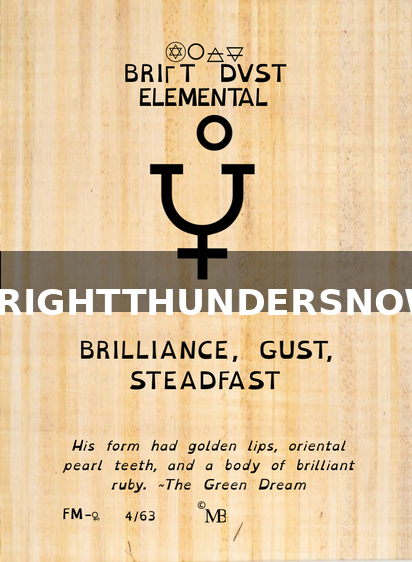 BRIFT DVST
ELEMENTAL
RIGHTTHUNDERSNOW
BRILLIANCE, GUST,
STEADFAST
His form had golden lips, oriental
pearl teeth, and a body of brilliant
ruby. ~The Green Dream
FM-♀ 4/63 © MB